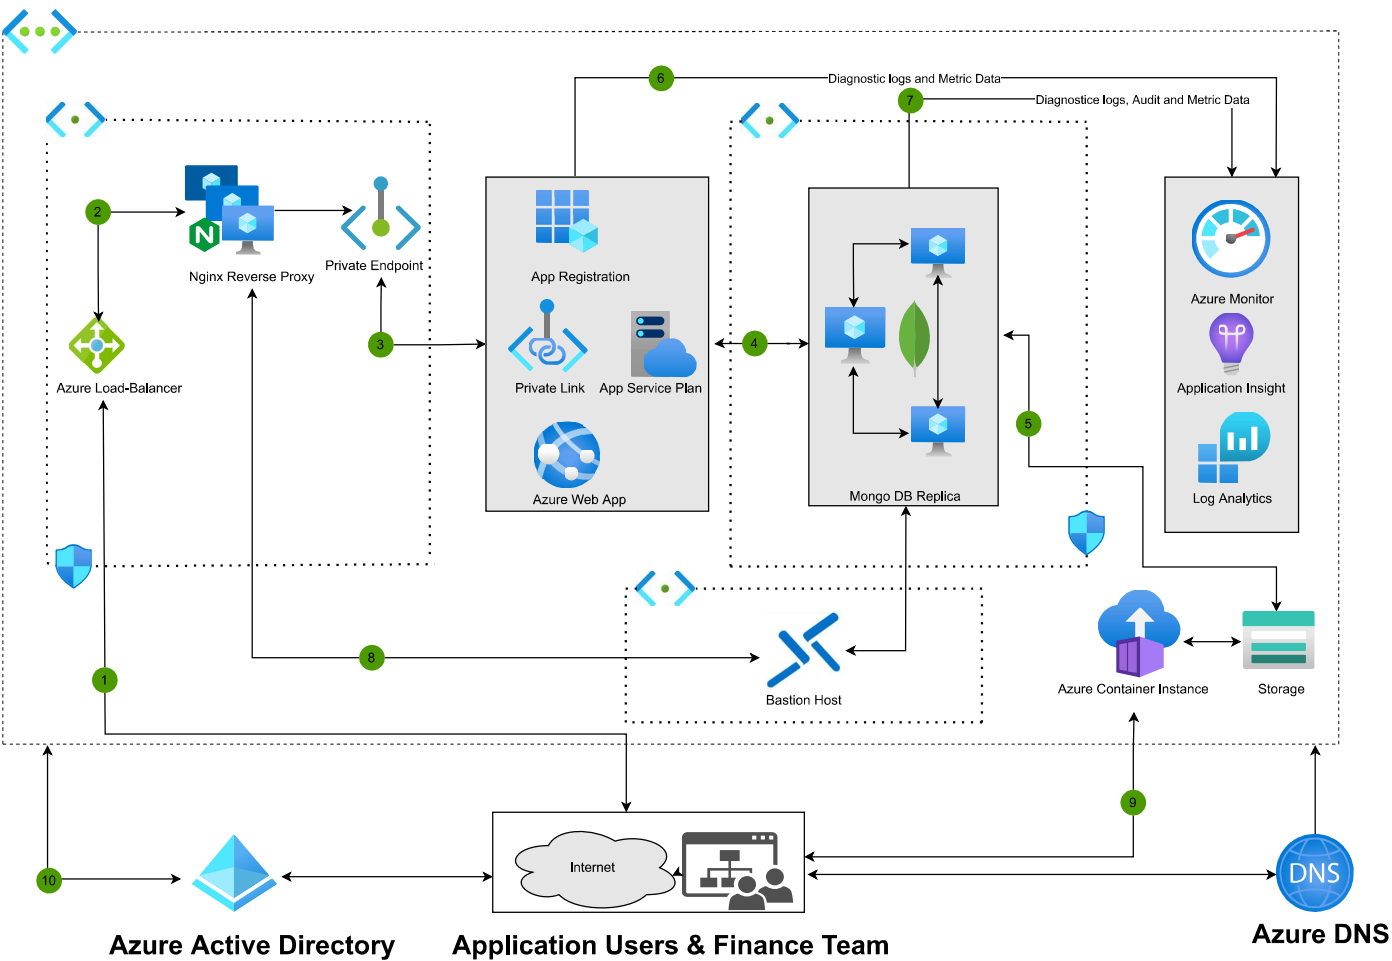 6
Diagnostic logs and Metric Data
7
Diagnostice logs, Audit and Metric Data
2
N
Nginx Reverse Proxy
Private Endpoint
App Registration
Azure Monitor
3
4
5
Azure Load-Balancer
Private Link
App Service Plan
Application Insight
Azure Web App
Mongo DB Replica
Log Analytics
8
1
Bastion Host
Azure Container Instance
Storage
9
10
Internet
DNS
Azure Active Directory
Application Users & Finance Team
Azure DNS